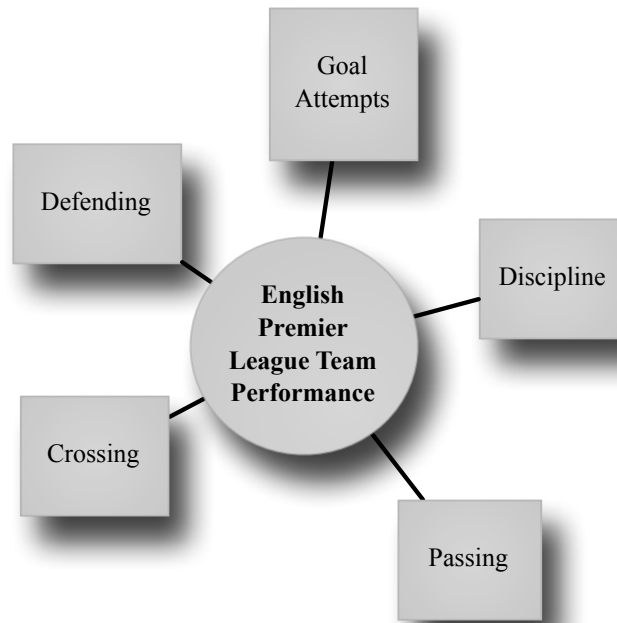 Goal
Attempts
Defending
Discipline
English
Premier
League Team
Performance
Crossing
Passing